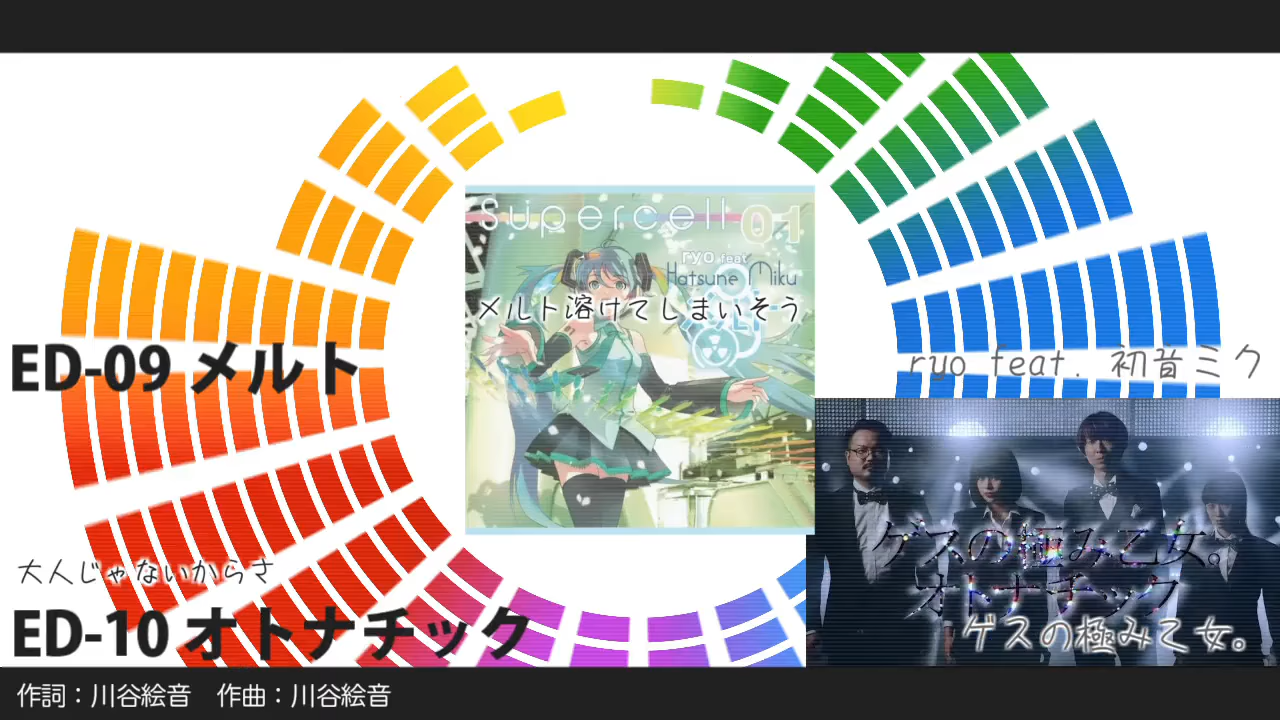 supercell 01
ryo feat
Hatsune Miku
メルト溶けてしまいそう
ED-09 メルト
ryo feat. 初音ミク
ゲスの極み乙女。
オトナチック
ゲスの極み乙女。
大人じゃないからさ
ED-10 オトナチック
作詞：川谷絵音　作曲：川谷絵音